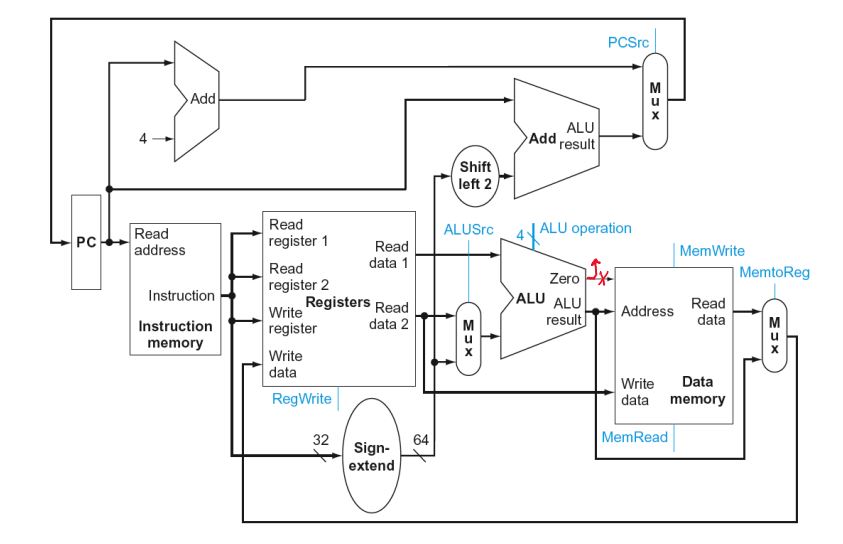 PCSrc
Mux
Add
4
Add
ALU
result
Shift
left 2
PC
Read
address
Instruction
Instruction
memory
Read
register 1
Read
register 2
Write
register
Write
data
Registers
Read
data 1
Read
data 2
RegWrite
ALUSrc
Mux
4
ALU operation
Zero
ALU
ALU
result
MemWrite
Address
Read
data
Write
data
Data
memory
MemRead
MemtoReg
Mux
32
Sign-
extend
64